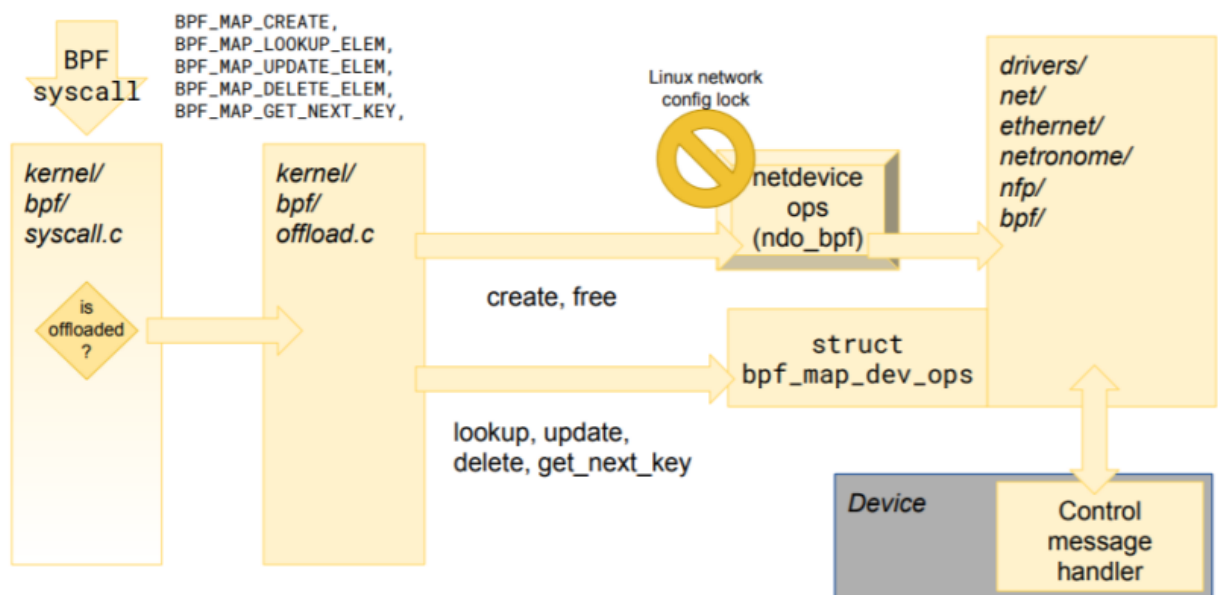 BPF
syscall
BPF_MAP_CREATE,
BPF_MAP_LOOKUP_ELEM,
BPF_MAP_UPDATE_ELEM,
BPF_MAP_DELETE_ELEM,
BPF_MAP_GET_NEXT_KEY,
kernel/
bpf/
syscall.c
is
offloaded
?
kernel/
bpf/
offload.c
Linux network
config lock
netdevice
ops
(ndo_bpf)
create, free
struct
bpf_map_dev_ops
lookup, update,
delete, get_next_key
drivers/
net/
ethernet/
netronome/
nfp/
bpf/
Device
Control
message
handler